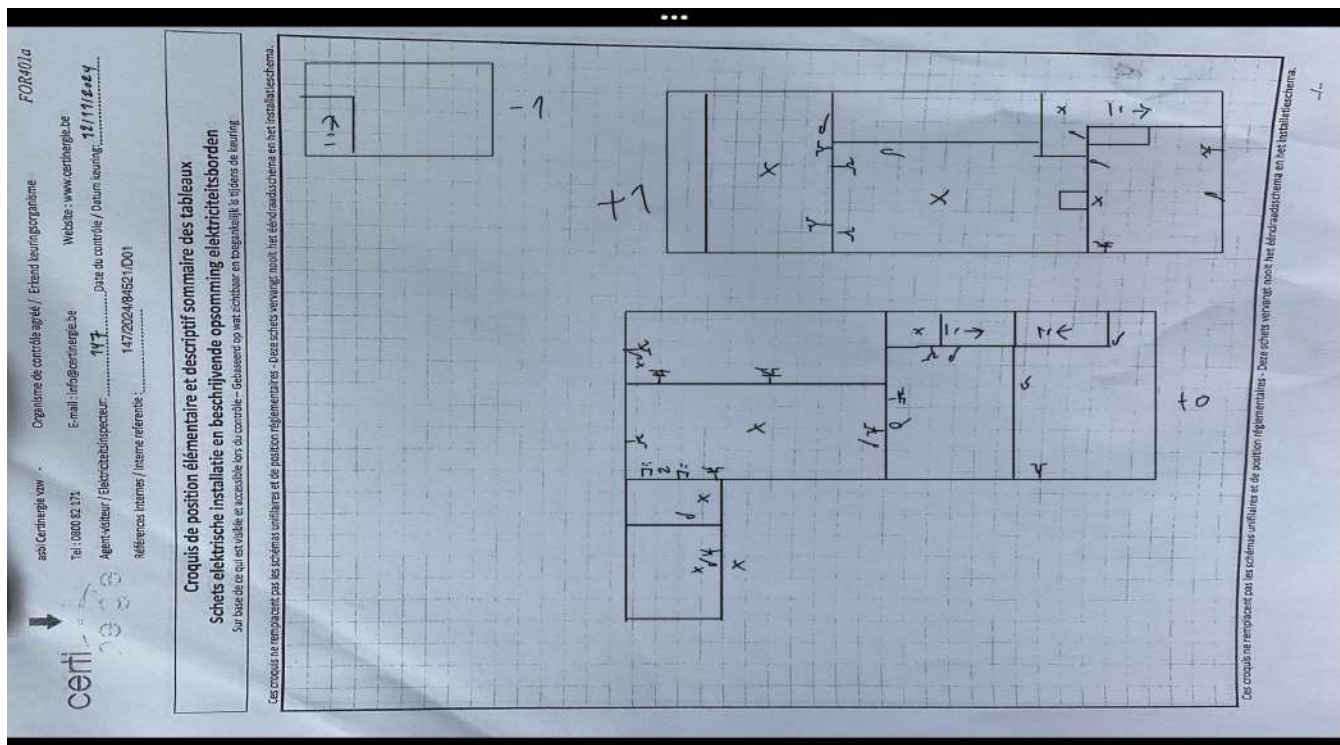 asbl Certinergie vzw - Organisme de contrôle agréé / Erkend keuringsorganisme FOR401a
certi
Tel : 0800 82 171 E-mail : info@certinergie.be Website : www.certinergie.be
Agent-visiteur / Elektriciteitsinspecteur: 147 Date du contrôle / Datum keuring: 12/11/2024
Références internes / Interne referentie : 147/2024/84521/D01
Croquis de position élémentaire et descriptif sommaire des tableaux
Schets elektrische installatie en beschrijvende opsomming elektriciteitsborden
Sur base de ce qui est visible et accessible lors du contrôle – Gebaseerd op wat zichtbaar en toegankelijk is tijdens de keuring
Ces croquis ne remplacent pas les schémas unifilaires et de position réglementaires - Deze schets vervangt nooit het ééndraadsschema en het installatieschema.
-1
+1
+0
Ces croquis ne remplacent pas les schémas unifilaires et de position réglementaires - Deze schets vervangt nooit het ééndraadsschema en het installatieschema.
-/-